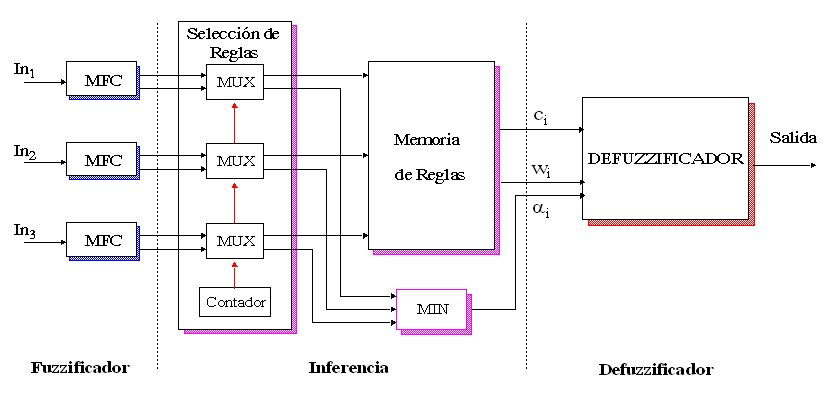 Selección de
Reglas
In1
MFC
MUX
In2
MFC
MUX
In3
MFC
MUX
Contador
Memoria
de Reglas
MIN
ci
wi
αi
DEFUZZIFICADOR
Salida
Fuzzificador
Inferencia
Defuzzificador